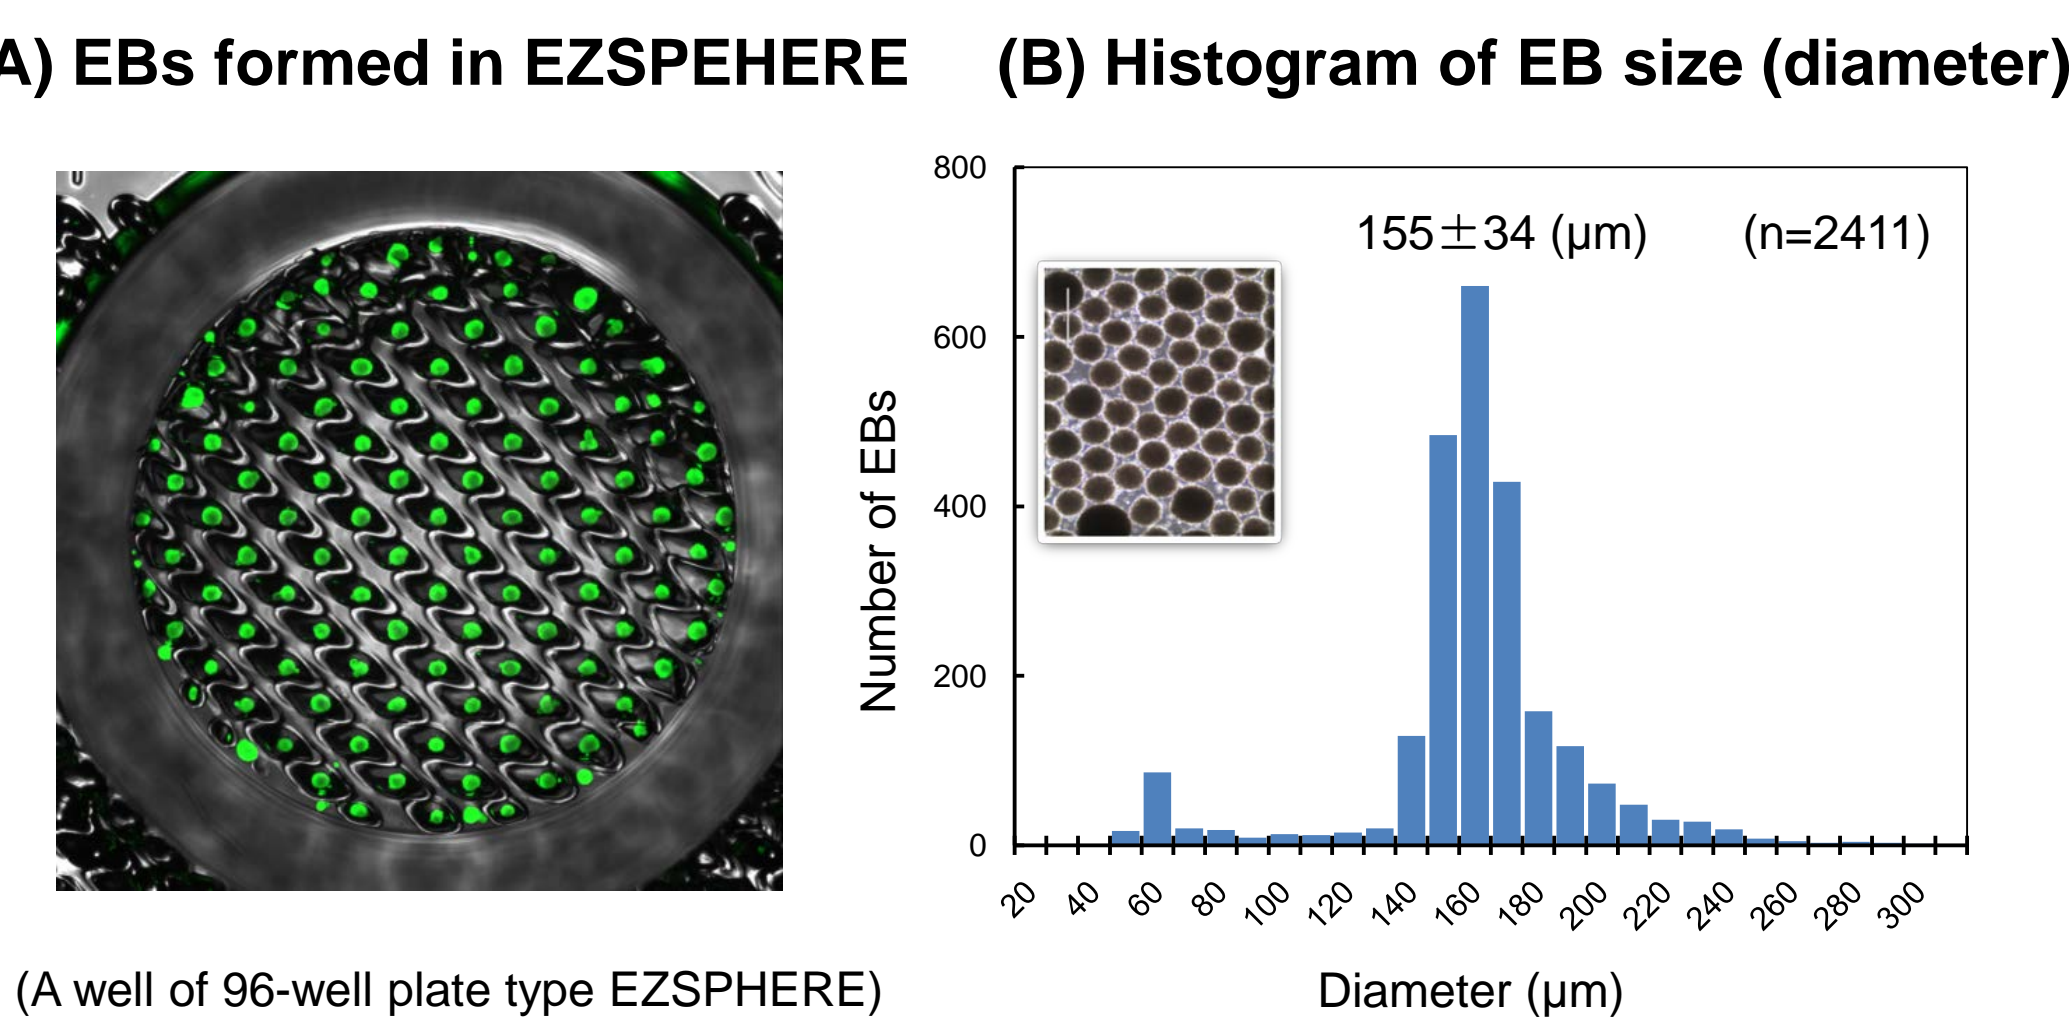 A) EBs formed in EZSPEHERE
(B) Histogram of EB size (diameter)
(A well of 96-well plate type EZSPHERE)
155±34 (µm) (n=2411)
Number of EBs
800
600
400
200
0
20 40 60 80 100 120 140 160 180 200 220 240 260 280 300
Diameter (µm)